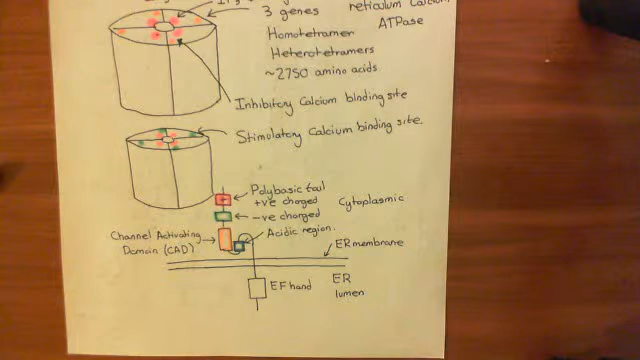 3 genes
reticulum Calcium
ATPase
Homotetramer
Heterotetramers
~2750 amino acids
Inhibitory Calcium binding site
Stimulatory Calcium binding site.
Polybasic tail
+ve charged
Cytoplasmic
-ve charged
Channel Activating
Domain (CAD)
Acidic region.
ER membrane
EF hand
ER
lumen